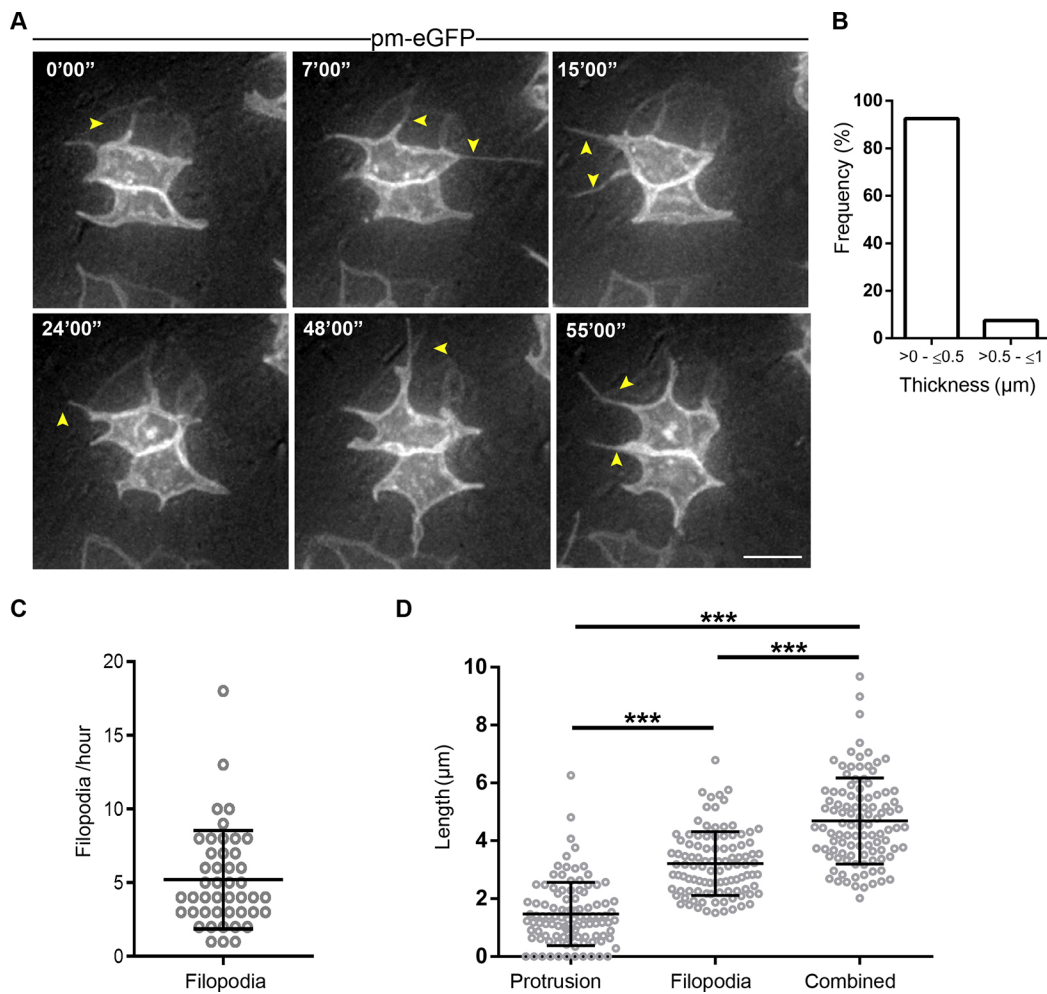 A
pm-eGFP
0'00”
7'00”
15'00”
24'00”
48'00”
55'00”
B
Frequency (%)
100
80
60
40
20
0
>0 - ≤0.5
>0.5 - ≤1
Thickness (μm)
C
Filopodia /hour
20
15
10
5
0
Filopodia
D
Length (μm)
10
8
6
4
2
0
***
***
***
Protrusion
Filopodia
Combined